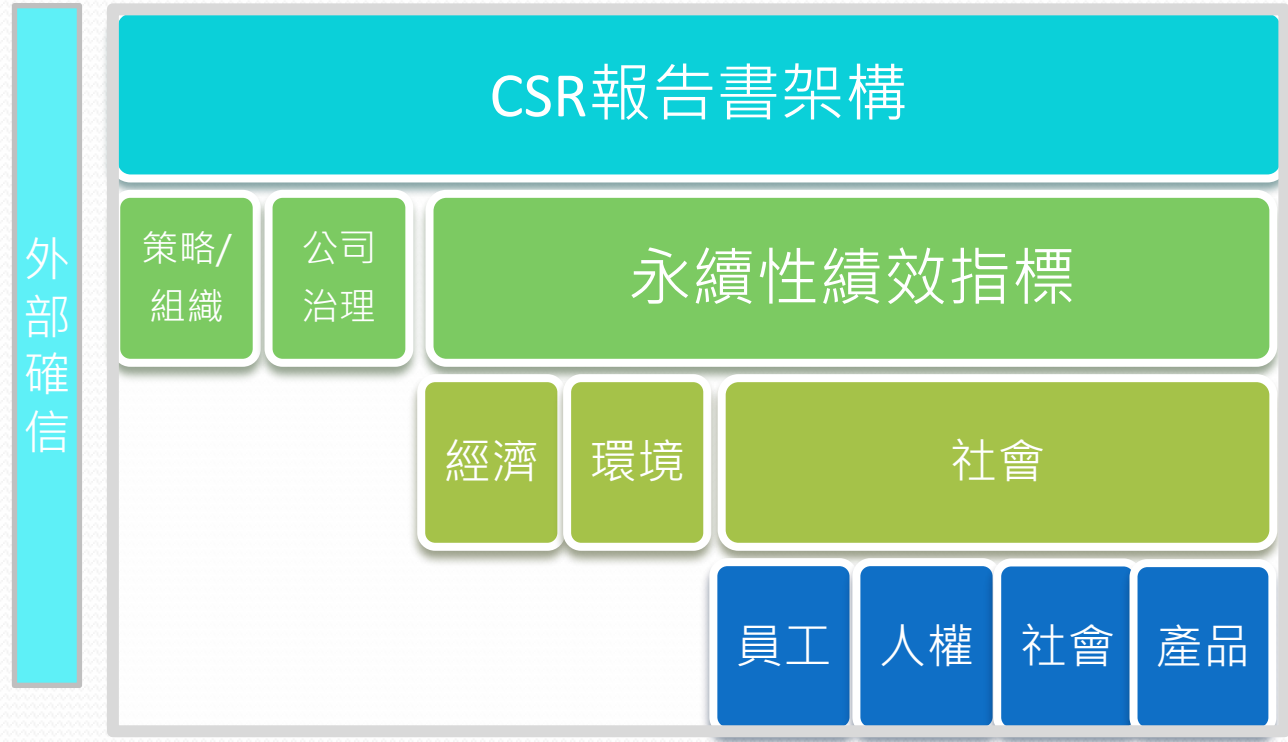 外部確信
CSR報告書架構
策略/
組織
公司
治理
永續性績效指標
經濟
環境
社會
員工
人權
社會
產品